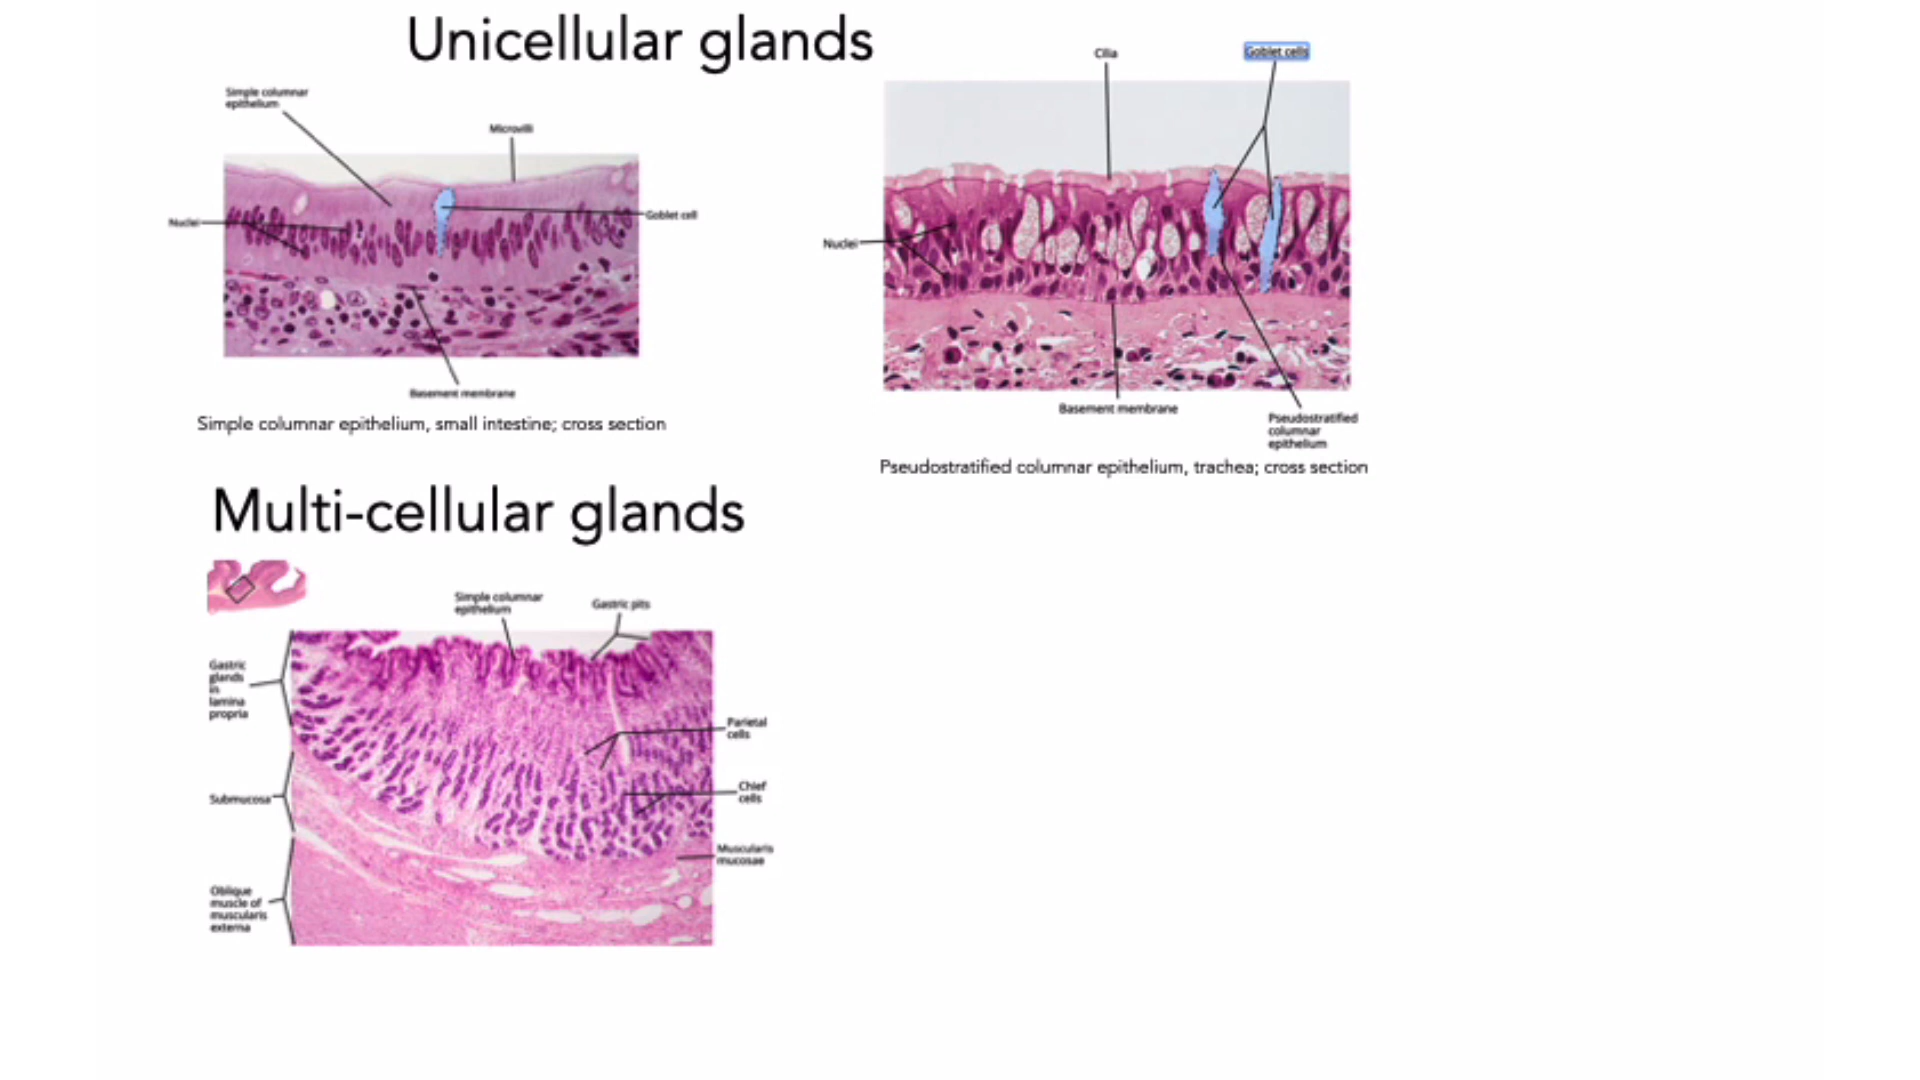 Unicellular glands
Simple columnar
epithelium
Microvilli
Nuclei
Goblet cell
Basement membrane
Simple columnar epithelium, small intestine; cross section
Cilia
Goblet cells
Nuclei
Basement membrane
Pseudostratified
columnar
epithelium
Pseudostratified columnar epithelium, trachea; cross section
Multi-cellular glands
Simple columnar
epithelium
Gastric pits
Gastric
glands
in
lamina
propria
Parietal
cells
Submucosa
Chief
cells
Muscularis
mucosae
Oblique
muscle of
muscularis
externa